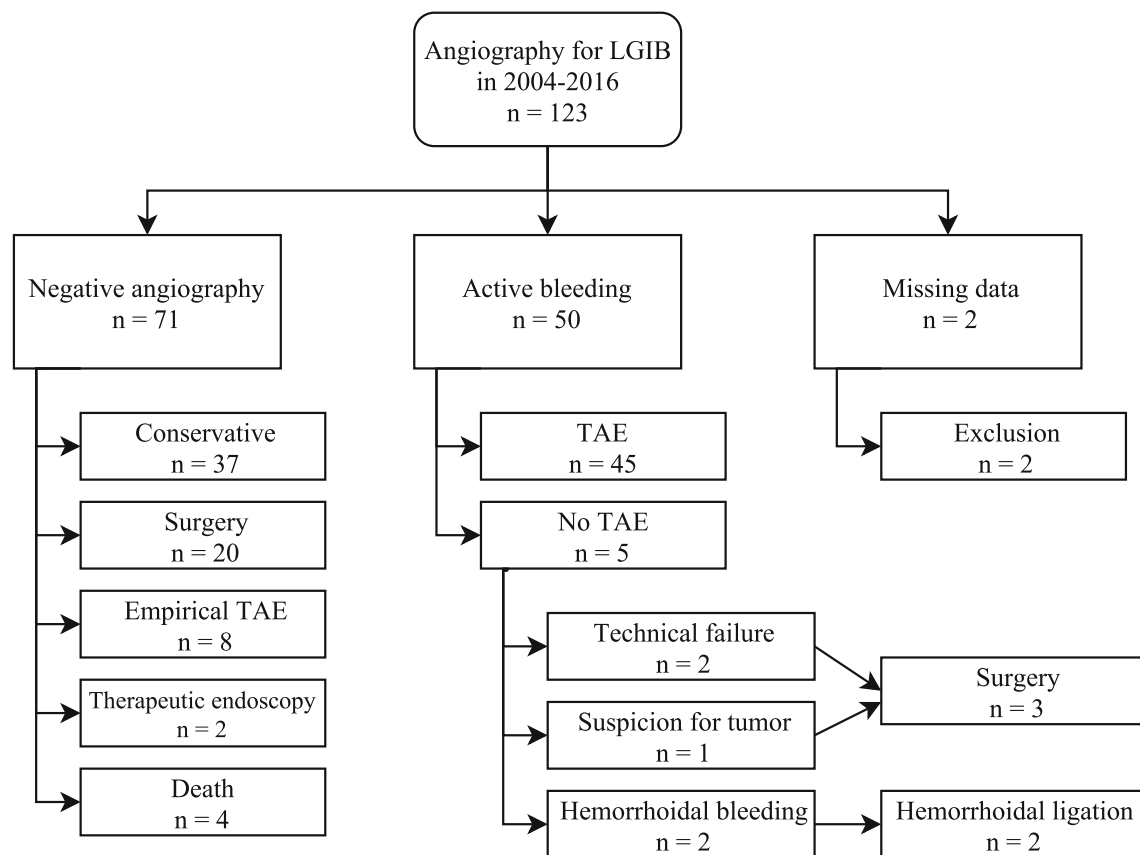 Angiography for LGIB
in 2004-2016
n = 123
Negative angiography
n = 71
Active bleeding
n = 50
Missing data
n = 2
Conservative
n = 37
Surgery
n = 20
Empirical TAE
n = 8
Therapeutic endoscopy
n = 2
Death
n = 4
TAE
n = 45
No TAE
n = 5
Technical failure
n = 2
Suspicion for tumor
n = 1
Hemorrhoidal bleeding
n = 2
Exclusion
n = 2
Surgery
n = 3
Hemorrhoidal ligation
n = 2